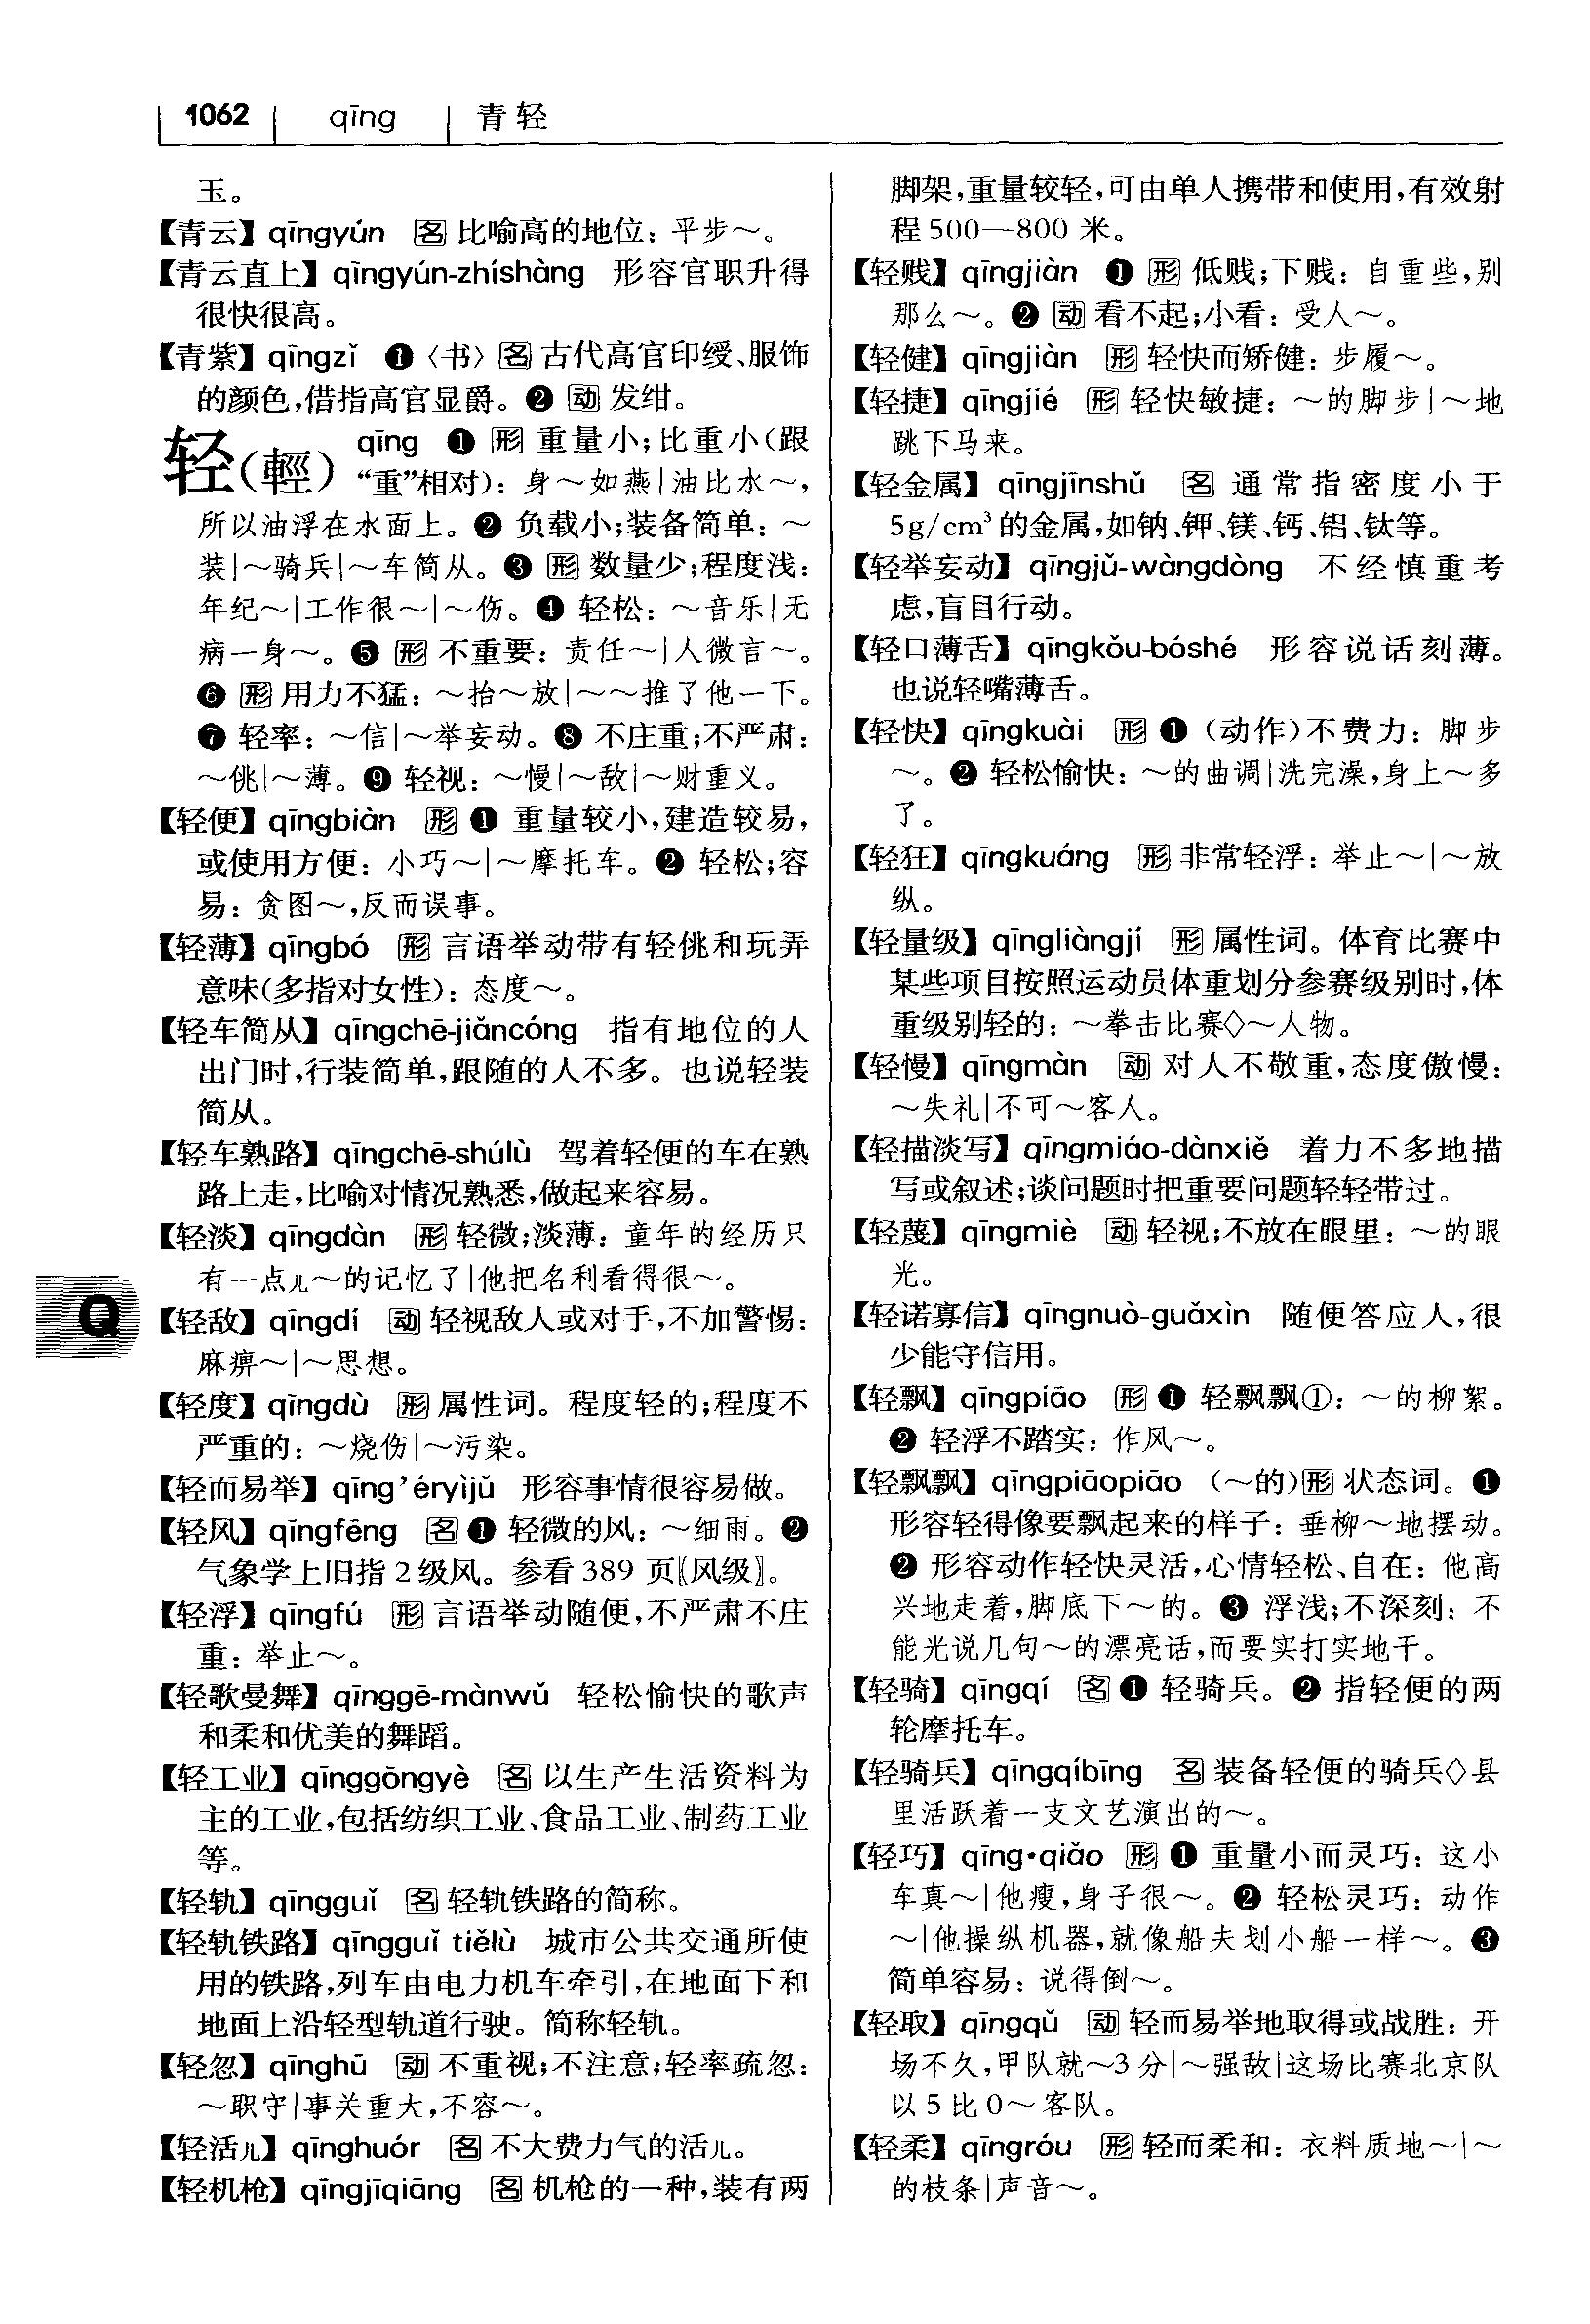 1062 qīng 青轻
玉。
【青云】qīngyún 名 比喻高的地位：平步～。
【青云直上】qīngyún-zhíshàng 形容官职升得
很快很高。
【青紫】qīngzǐ ❶〈书〉名 古代高官印绶、服饰
的颜色,借指高官显爵。❷ 动 发绀。
轻(輕) qīng ❶ 形 重量小;比重小(跟
“重”相对)：身～如燕|油比水～,
所以油浮在水面上。❷ 负载小;装备简单：～
装|～骑兵|～车简从。❸ 形 数量少;程度浅：
年纪～|工作很～|～伤。❹ 轻松：～音乐|无
病一身～。❺ 形 不重要：责任～|人微言～。
❻ 形 用力不猛：～抬～放|～～推了他一下。
❼ 轻率：～信|～举妄动。❽ 不庄重;不严肃：
～佻|～薄。❾ 轻视：～慢|～敌|～财重义。
【轻便】qīngbiàn 形 ❶ 重量较小,建造较易,
或使用方便：小巧～|～摩托车。❷ 轻松;容
易：贪图～,反而误事。
【轻薄】qīngbó 形 言语举动带有轻佻和玩弄
意味(多指对女性)：态度～。
【轻车简从】qīngchē-jiǎncóng 指有地位的人
出门时,行装简单,跟随的人不多。也说轻装
简从。
【轻车熟路】qīngchē-shúlù 驾着轻便的车在熟
路上走,比喻对情况熟悉,做起来容易。
【轻淡】qīngdàn 形 轻微;淡薄：童年的经历只
有一点儿～的记忆了|他把名利看得很～。
【轻敌】qīngdí 动 轻视敌人或对手,不加警惕：
麻痹～|～思想。
【轻度】qīngdù 形 属性词。程度轻的;程度不
严重的：～烧伤|～污染。
【轻而易举】qīng’éryìjǔ 形容事情很容易做。
【轻风】qīngfēng 名 ❶ 轻微的风：～细雨。❷
气象学上旧指2级风。参看389 页〖风级〗。
【轻浮】qīngfú 形 言语举动随便,不严肃不庄
重：举止～。
【轻歌曼舞】qīnggē-mànwǔ 轻松愉快的歌声
和柔和优美的舞蹈。
【轻工业】qīnggōngyè 名 以生产生活资料为
主的工业,包括纺织工业、食品工业、制药工业
等。
【轻轨】qīngguǐ 名 轻轨铁路的简称。
【轻轨铁路】qīngguǐ tiělù 城市公共交通所使
用的铁路,列车由电力机车牵引,在地面下和
地面上沿轻型轨道行驶。简称轻轨。
【轻忽】qīnghū 动 不重视;不注意;轻率疏忽：
～职守|事关重大,不容～。
【轻活儿】qīnghuór 名 不大费力气的活儿。
【轻机枪】qīngjīqiāng 名 机枪的一种,装有两
脚架,重量较轻,可由单人携带和使用,有效射
程500—800 米。
【轻贱】qīngjiàn ❶ 形 低贱;下贱：自重些,别
那么～。❷ 动 看不起;小看：受人～。
【轻健】qīngjiàn 形 轻快而矫健：步履～。
【轻捷】qīngjié 形 轻快敏捷：～的脚步|～地
跳下马来。
【轻金属】qīngjīnshǔ 名 通常指密度小于
5g/cm³的金属,如钠、钾、镁、钙、铝、钛等。
【轻举妄动】qīngjǔ-wàngdòng 不经慎重考
虑,盲目行动。
【轻口薄舌】qīngkǒu-bóshé 形容说话刻薄。
也说轻嘴薄舌。
【轻快】qīngkuài 形 ❶ (动作)不费力：脚步
～。❷ 轻松愉快：～的曲调|洗完澡,身上～多
了。
【轻狂】qīngkuáng 形 非常轻浮：举止～|～放
纵。
【轻量级】qīngliàngjí 形 属性词。体育比赛中
某些项目按照运动员体重划分参赛级别时,体
重级别轻的：～拳击比赛◇～人物。
【轻慢】qīngmàn 动 对人不敬重,态度傲慢：
～失礼|不可～客人。
【轻描淡写】qīngmiáo-dànxiě 着力不多地描
写或叙述;谈问题时把重要问题轻轻带过。
【轻蔑】qīngmiè 动 轻视;不放在眼里：～的眼
光。
【轻诺寡信】qīngnuò-guǎxìn 随便答应人,很
少能守信用。
【轻飘】qīngpiāo 形 ❶ 轻飘飘①：～的柳絮。
❷ 轻浮不踏实：作风～。
【轻飘飘】qīngpiāopiāo (～的)形 状态词。❶
形容轻得像要飘起来的样子：垂柳～地摆动。
❷ 形容动作轻快灵活,心情轻松、自在：他高
兴地走着,脚底下～的。❸ 浮浅;不深刻：不
能光说几句～的漂亮话,而要实打实地干。
【轻骑】qīngqí 名 ❶ 轻骑兵。❷ 指轻便的两
轮摩托车。
【轻骑兵】qīngqíbīng 名 装备轻便的骑兵◇县
里活跃着一支文艺演出的～。
【轻巧】qīng•qiǎo 形 ❶ 重量小而灵巧：这小
车真～|他瘦,身子很～。❷ 轻松灵巧：动作
～|他操纵机器,就像船夫划小船一样～。❸
简单容易：说得倒～。
【轻取】qīngqǔ 动 轻而易举地取得或战胜：开
场不久,甲队就～3分|～强敌|这场比赛北京队
以5比0～客队。
【轻柔】qīngróu 形 轻而柔和：衣料质地～|～
的枝条|声音～。
Q